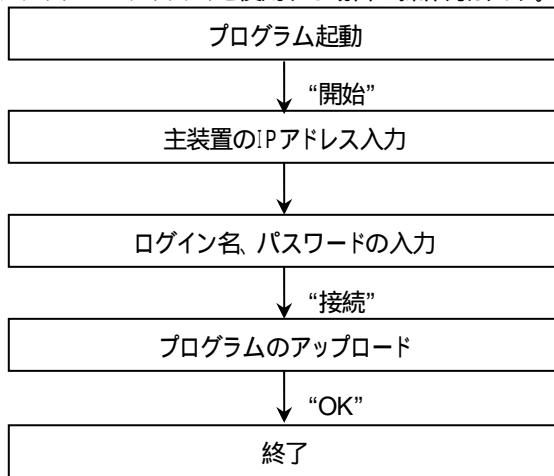 プログラム起動
“開始”
主装置のIPアドレス入力
ログイン名、パスワードの入力
“接続”
プログラムのアップロード
“OK”
終了